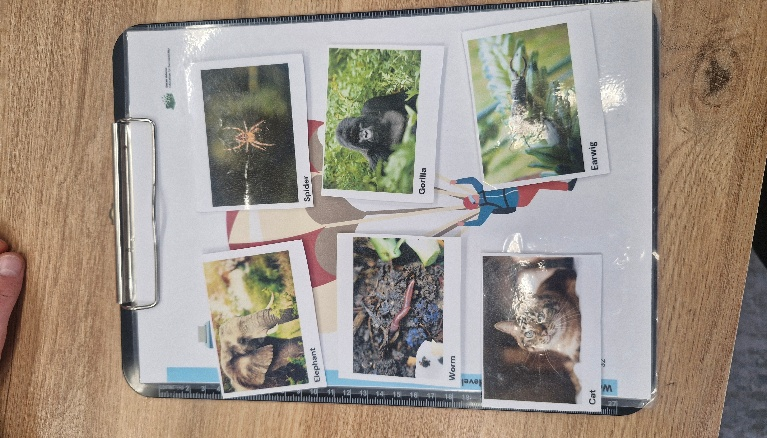 Spider
Gorilla
Earwig
Elephant
Worm
Cat